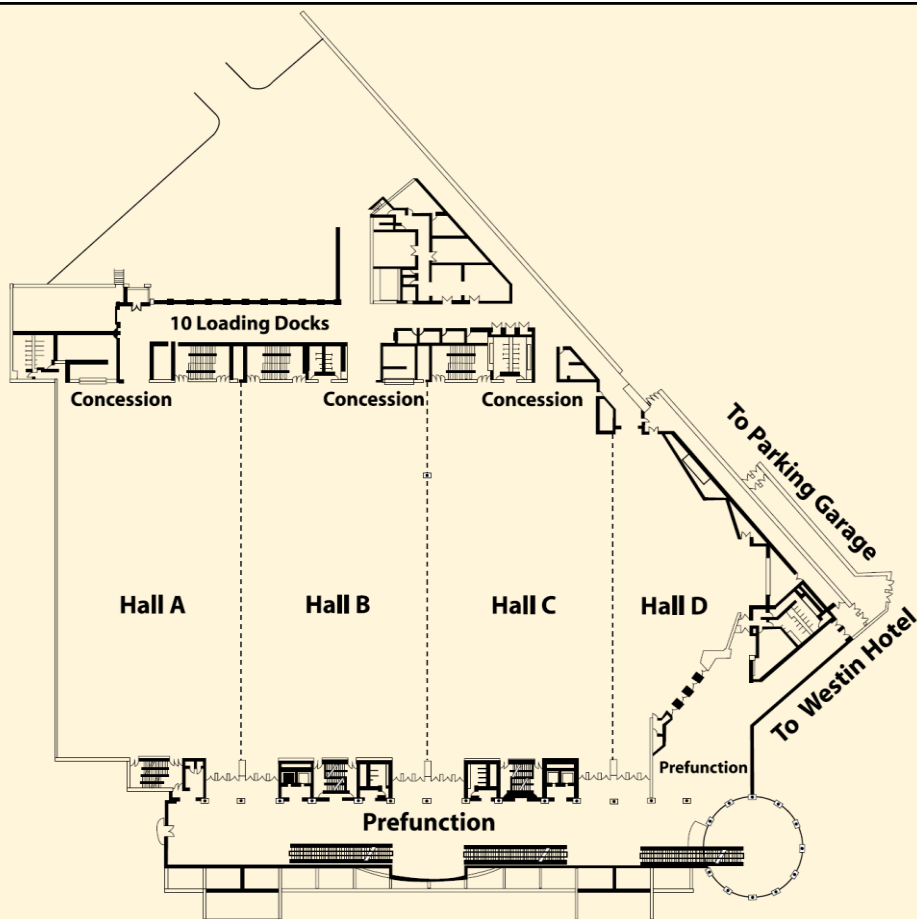 10 Loading Docks
Concession
Concession
Concession
To Parking Garage
Hall A
Hall B
Hall C
Hall D
To Westin Hotel
Prefunction
Prefunction